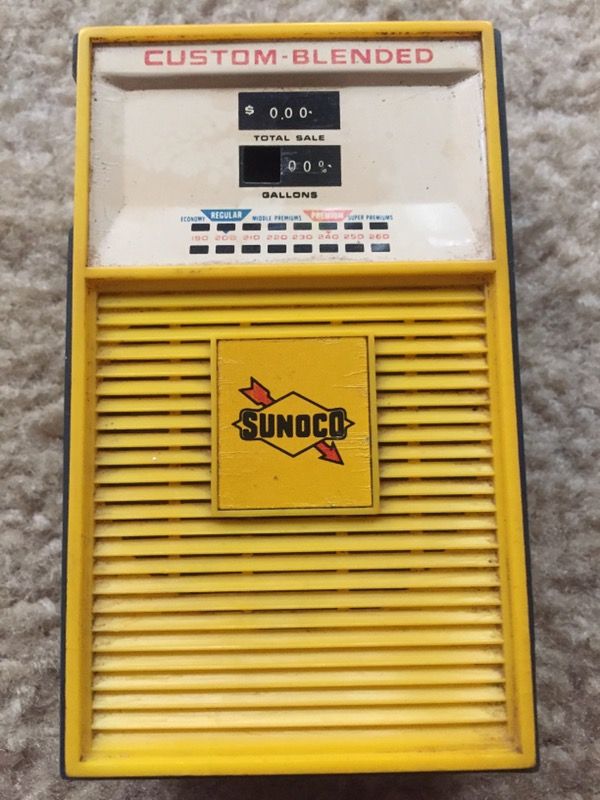 CUSTOM-BLENDED
$ 0.00
TOTAL SALE
00%
GALLONS
ECONOMY REGULAR MIDDLE PREMIUMS PREMIUM SUPER PREMIUMS
190 200 210 220 230 240 250 260
SUNOCO